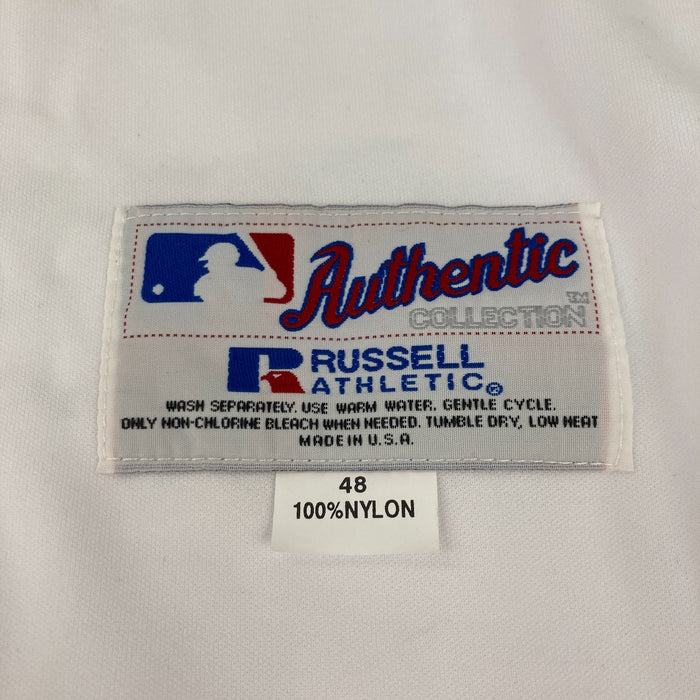 Authentic
COLLECTION™
RUSSELL
ATHLETIC®
WASH SEPARATELY. USE WARM WATER. GENTLE CYCLE.
ONLY NON-CHLORINE BLEACH WHEN NEEDED. TUMBLE DRY, LOW HEAT
MADE IN U.S.A.
48
100%NYLON